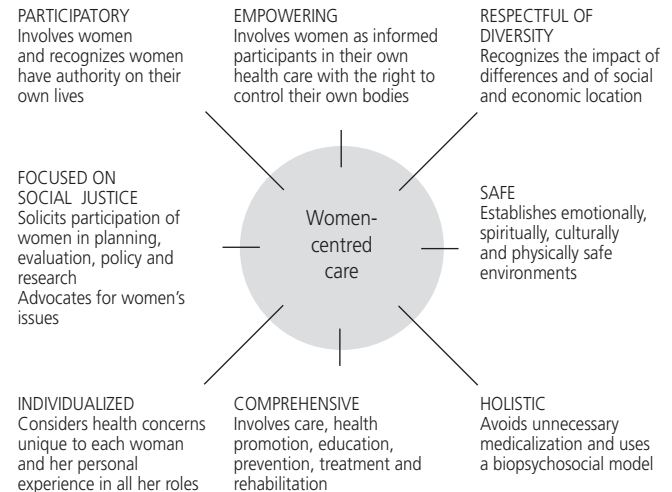 PARTICIPATORY
Involves women
and recognizes women
have authority on their
own lives
EMPOWERING
Involves women as informed
participants in their own
health care with the right to
control their own bodies
RESPECTFUL OF
DIVERSITY
Recognizes the impact of
differences and of social
and economic location
FOCUSED ON
SOCIAL JUSTICE
Solicits participation of
women in planning,
evaluation, policy and
research
Advocates for women's
issues
Women-
centred
care
SAFE
Establishes emotionally,
spiritually, culturally
and physically safe
environments
INDIVIDUALIZED
Considers health concerns
unique to each woman
and her personal
experience in all her roles
COMPREHENSIVE
Involves care, health
promotion, education,
prevention, treatment and
rehabilitation
HOLISTIC
Avoids unnecessary
medicalization and uses
a biopsychosocial model